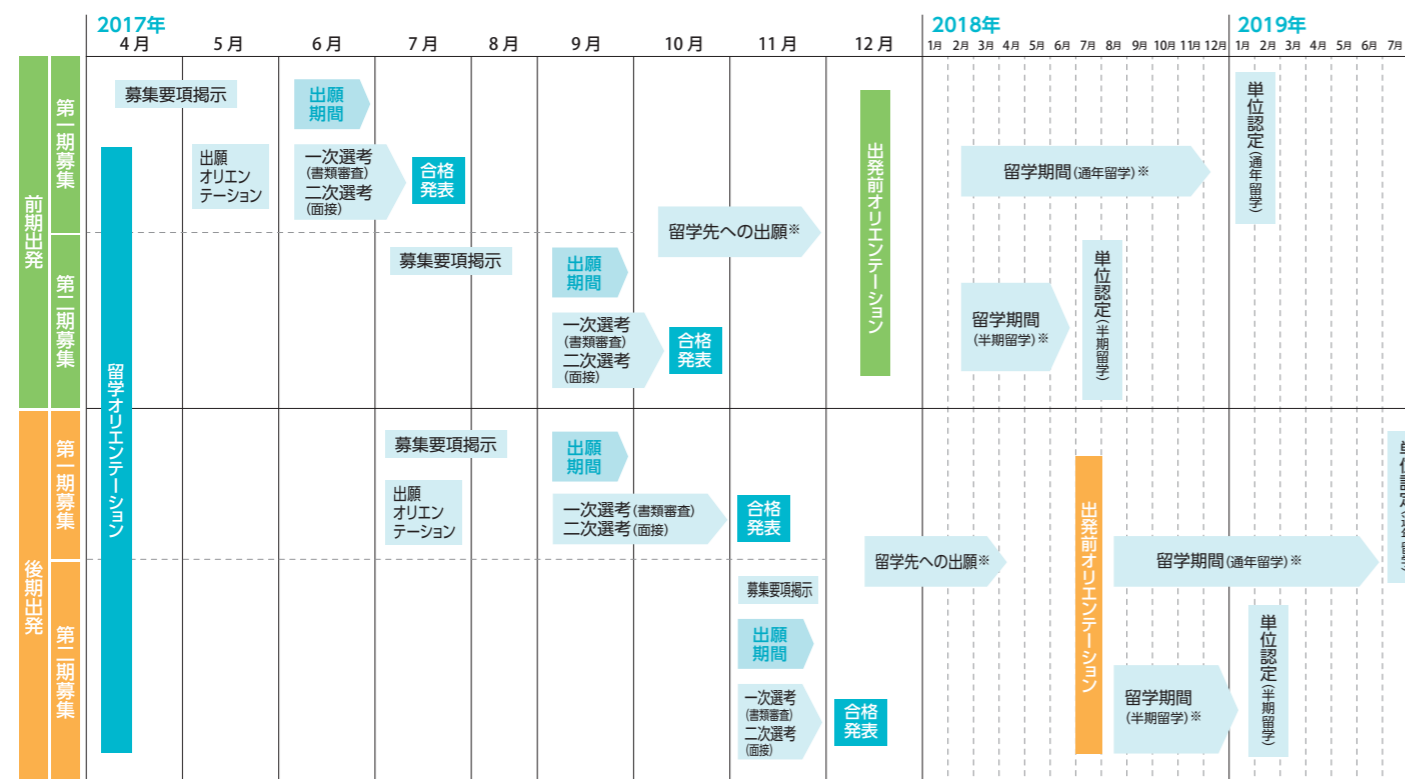 2017年
4月
5月
6月
7月
8月
9月
10月
11月
12月
2018年
1月 2月 3月 4月 5月 6月 7月 8月 9月 10月 11月 12月
2019年
1月 2月 3月 4月 5月 6月 7月
前期出発
第一期募集
募集要項掲示
出願
期間
出願
オリエン
テーション
一次選考
(書類審査)
二次選考
(面接)
合格
発表
留学先への出願※
出発前オリエンテーション
留学期間(通年留学)※
単位認定(通年留学)
第二期募集
募集要項掲示
出願
期間
一次選考
(書類審査)
二次選考
(面接)
合格
発表
留学期間
(半期留学)※
単位認定(半期留学)
留学オリエンテーション
後期出発
第一期募集
募集要項掲示
出願
期間
出願
オリエン
テーション
一次選考(書類審査)
二次選考(面接)
合格
発表
留学先への出願※
出発前オリエンテーション
留学期間(通年留学)※
第二期募集
募集要項掲示
出願
期間
一次選考
(書類審査)
二次選考
(面接)
合格
発表
留学期間
(半期留学)※
単位認定(半期留学)